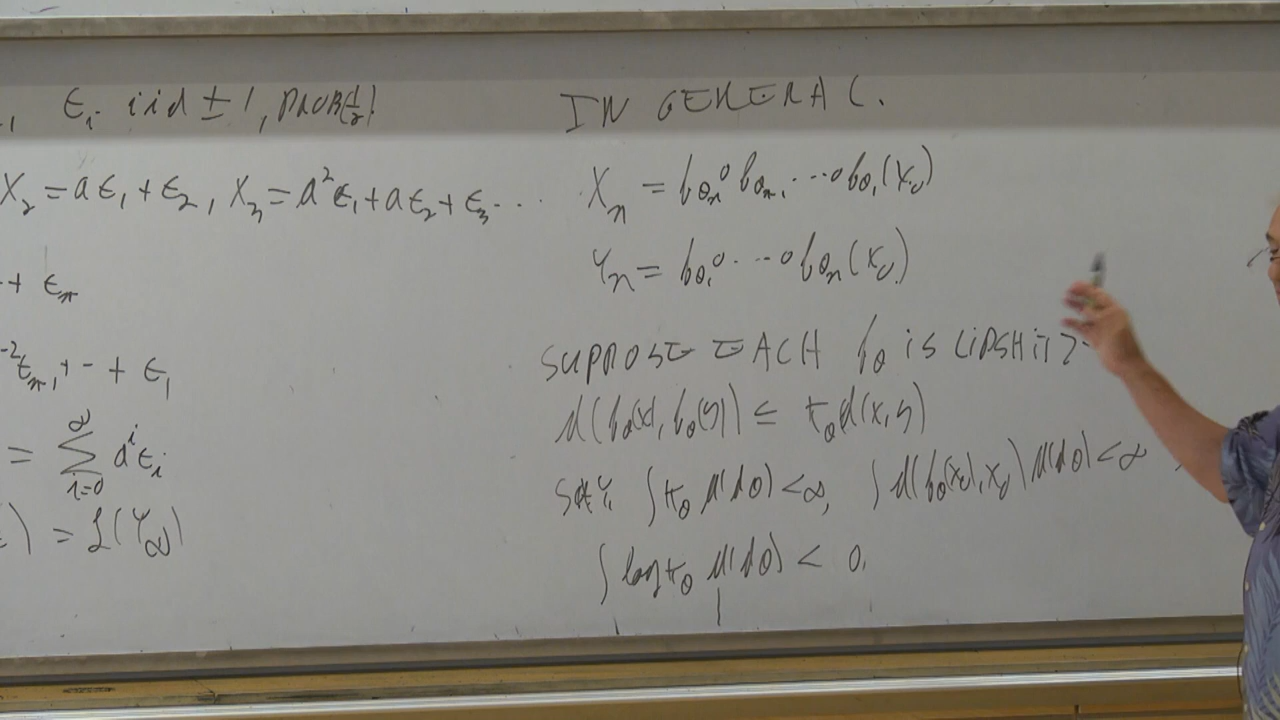 ε_i iid ±1, PROB(1/2)
X_2 = aε_1 + ε_2, X_3 = a^2ε_1 + aε_2 + ε_3 ...
+ ε_n
^{-2}ε_{n-1} + - + ε_1
= Σ_{i=0}^∞ a^i ε_i
) = L(Y_∞)
IN GENERAL.
X_n = f_{θ_n} ∘ f_{θ_{n-1}} ... ∘ f_{θ_1}(x_0)
Y_n = f_{θ_1} ∘ ... ∘ f_{θ_n}(x_0)
SUPPOSE EACH f_θ is LIPSHITZ
d(f_θ(x), f_θ(y)) ≤ K_θ d(x,y)
∫ K_θ μ(dθ) < ∞, ∫ d(f_θ(x_0), x_0) μ(dθ) < ∞
∫ log K_θ μ(dθ) < 0.